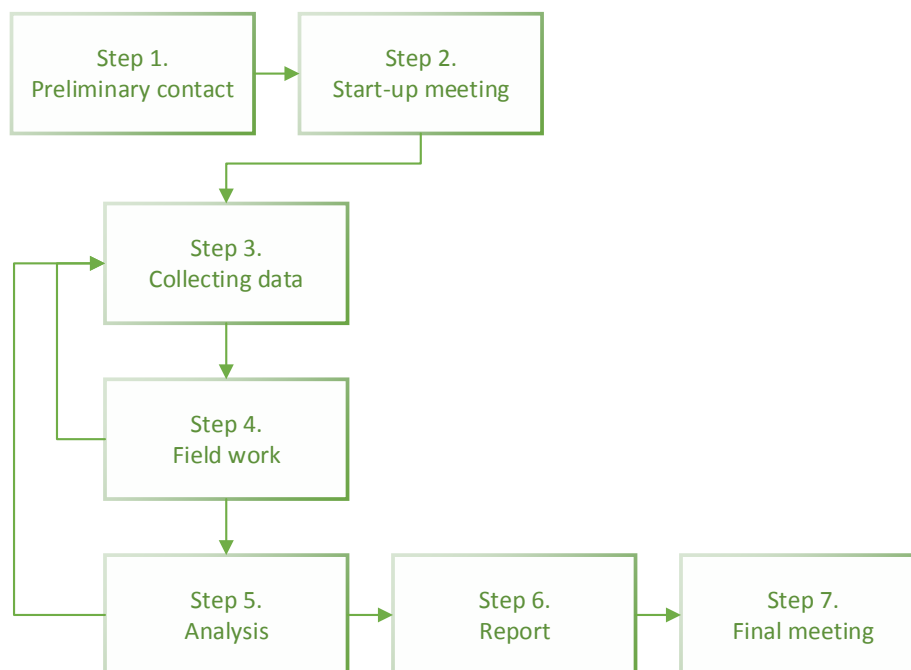 Step 1.
Preliminary contact
Step 2.
Start-up meeting
Step 3.
Collecting data
Step 4.
Field work
Step 5.
Analysis
Step 6.
Report
Step 7.
Final meeting